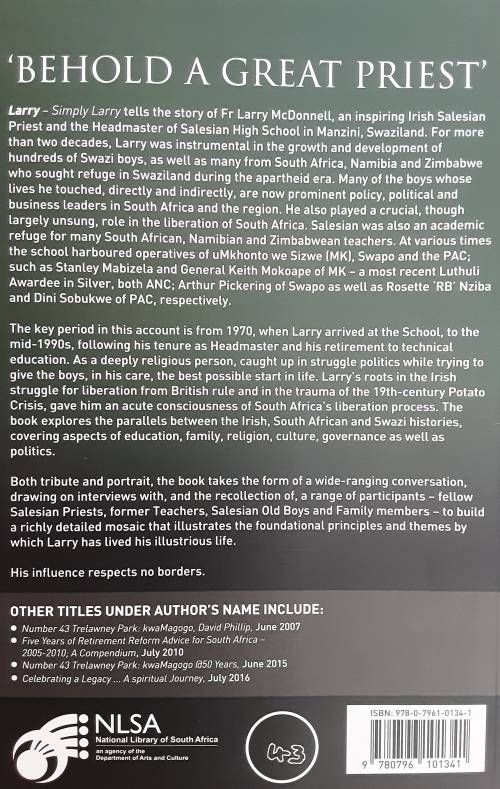 ‘BEHOLD A GREAT PRIEST’
Larry – Simply Larry tells the story of Fr Larry McDonnell, an inspiring Irish Salesian
Priest and the Headmaster of Salesian High School in Manzini, Swaziland. For more
than two decades, Larry was instrumental in the growth and development of
hundreds of Swazi boys, as well as many from South Africa, Namibia and Zimbabwe
who sought refuge in Swaziland during the apartheid era. Many of the boys whose
lives he touched, directly and indirectly, are now prominent policy, political and
business leaders in South Africa and the region. He also played a crucial, though
largely unsung, role in the liberation of South Africa. Salesian was also an academic
refuge for many South African, Namibian and Zimbabwean teachers. At various times
the school harboured operatives of uMkhonto we Sizwe (MK), Swapo and the PAC;
such as Stanley Mabizela and General Keith Mokoape of MK – a most recent Luthuli
Awardee in Silver, both ANC; Arthur Pickering of Swapo as well as Rosette ‘RB’ Nziba
and Dini Sobukwe of PAC, respectively.
The key period in this account is from 1970, when Larry arrived at the School, to the
mid-1990s, following his tenure as Headmaster and his retirement to technical
education. As a deeply religious person, caught up in struggle politics while trying to
give the boys, in his care, the best possible start in life. Larry’s roots in the Irish
struggle for liberation from British rule and in the trauma of the 19th-century Potato
Crisis, gave him an acute consciousness of South Africa’s liberation process. The
book explores the parallels between the Irish, South African and Swazi histories,
covering aspects of education, family, religion, culture, governance as well as
politics.
Both tribute and portrait, the book takes the form of a wide-ranging conversation,
drawing on interviews with, and the recollection of, a range of participants – fellow
Salesian Priests, former Teachers, Salesian Old Boys and Family members – to build
a richly detailed mosaic that illustrates the foundational principles and themes by
which Larry has lived his illustrious life.
His influence respects no borders.
OTHER TITLES UNDER AUTHOR’S NAME INCLUDE:
● Number 43 Trelawney Park: kwaMagogo, David Phillip, June 2007
● Five Years of Retirement Reform Advice for South Africa –
2005-2010; A Compendium, July 2010
● Number 43 Trelawney Park: kwaMagogo @50 Years, June 2015
● Celebrating a Legacy ... A spiritual Journey, July 2016
NLSA
National Library of South Africa
an agency of the
Department of Arts and Culture
4-3
ISBN: 978-0-7961-0134-1
9 780796 101341